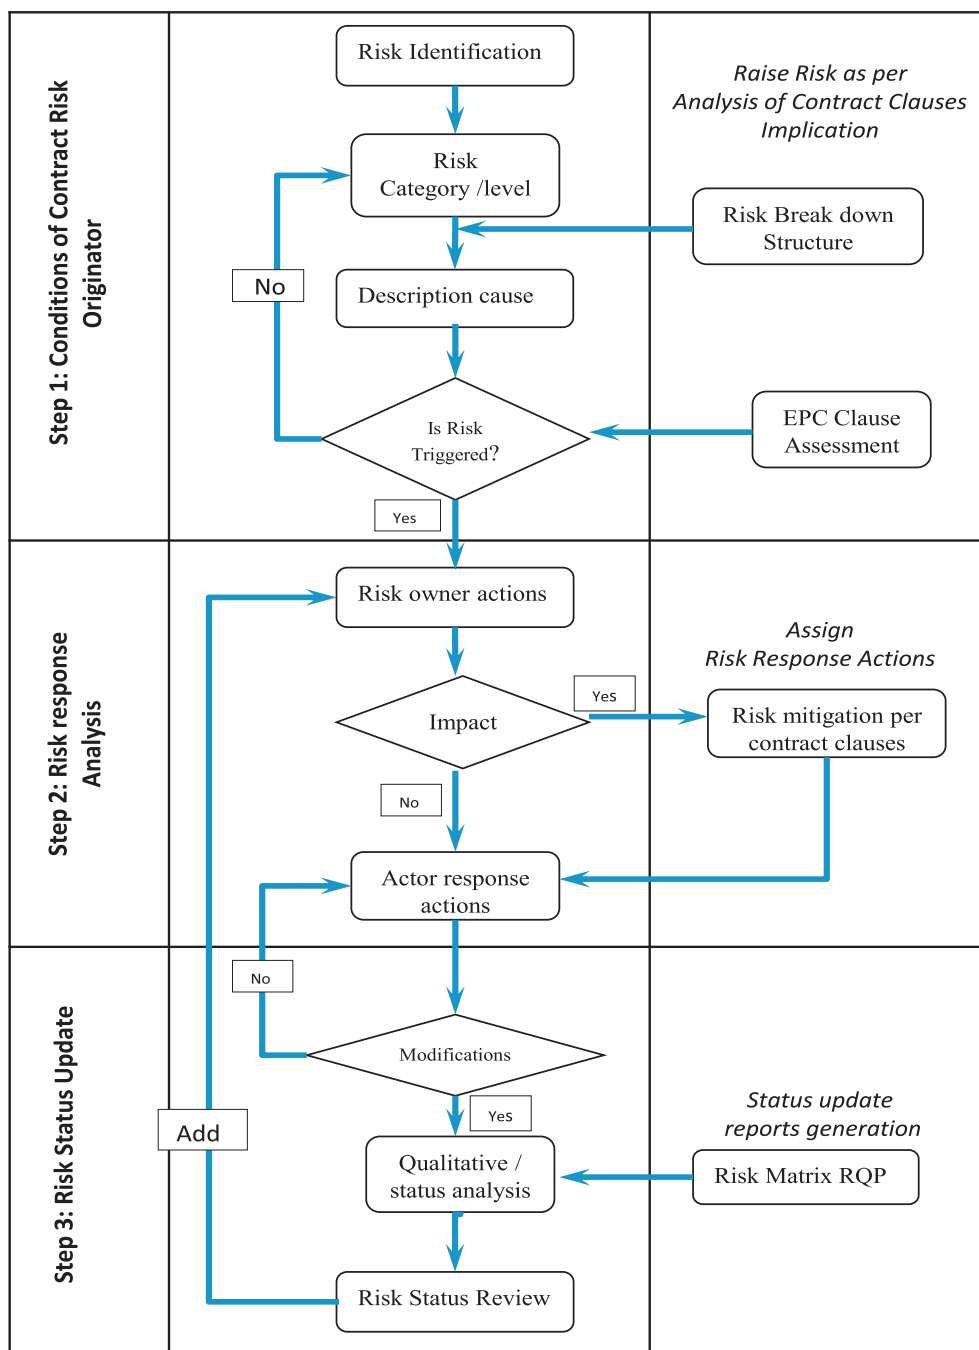 Step 1: Conditions of Contract Risk
Originator
Risk Identification
Raise Risk as per
Analysis of Contract Clauses
Implication
Risk
Category /level
Risk Break down
Structure
No
Description cause
Is Risk
Triggered?
EPC Clause
Assessment
Yes
Step 2: Risk response
Analysis
Risk owner actions
Assign
Risk Response Actions
Impact
Yes
Risk mitigation per
contract clauses
No
Actor response
actions
Step 3: Risk Status Update
No
Modifications
Yes
Status update
reports generation
Add
Qualitative /
status analysis
Risk Matrix RQP
Risk Status Review